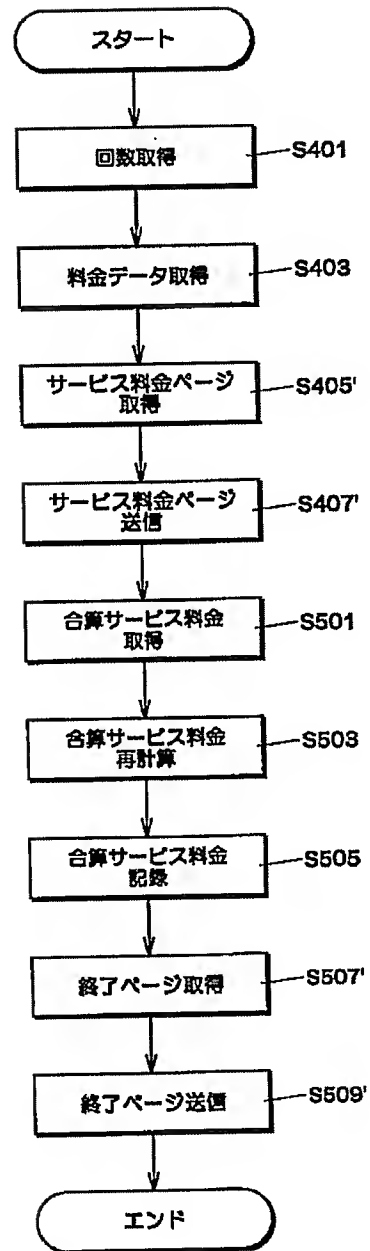 スタート
回数取得
S401
料金データ取得
S403
サービス料金ページ
取得
S405'
サービス料金ページ
送信
S407'
合算サービス料金
取得
S501
合算サービス料金
再計算
S503
合算サービス料金
記録
S505
終了ページ取得
S507'
終了ページ送信
S509'
エンド